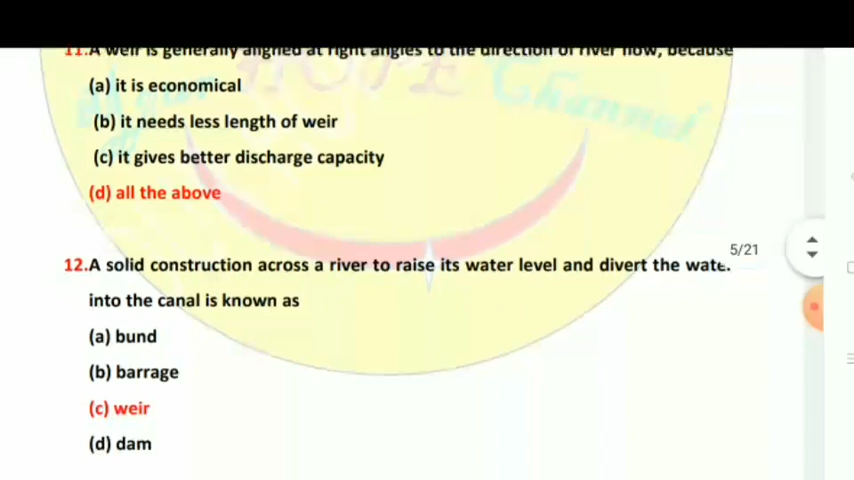 11.A weir is generally aligned at right angles to the direction of river flow, because
(a) it is economical
(b) it needs less length of weir
(c) it gives better discharge capacity
(d) all the above
5/21
12.A solid construction across a river to raise its water level and divert the wate.
into the canal is known as
(a) bund
(b) barrage
(c) weir
(d) dam
HOPE
Channel